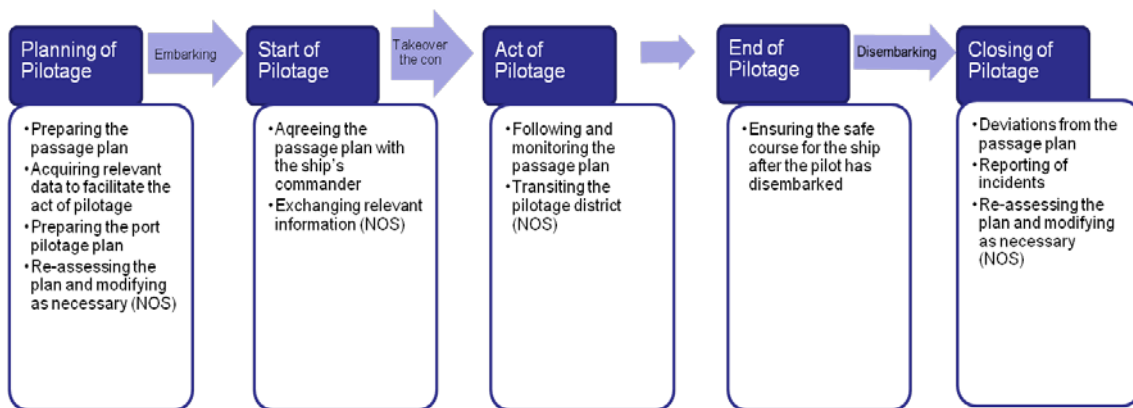 Planning of
Pilotage
Embarking
Start of
Pilotage
Takeover
the con
Act of
Pilotage
End of
Pilotage
Disembarking
Closing of
Pilotage
•Preparing the
passage plan
•Acquiring relevant
data to facilitate the
act of pilotage
•Preparing the port
pilotage plan
•Re-assessing the
plan and modifying
as necessary (NOS)
•Agreeing the
passage plan with
the ship's
commander
•Exchanging relevant
information (NOS)
•Following and
monitoring the
passage plan
•Transiting the
pilotage district
(NOS)
•Ensuring the safe
course for the ship
after the pilot has
disembarked
•Deviations from the
passage plan
•Reporting of
incidents
•Re-assessing the
plan and modifying
as necessary
(NOS)